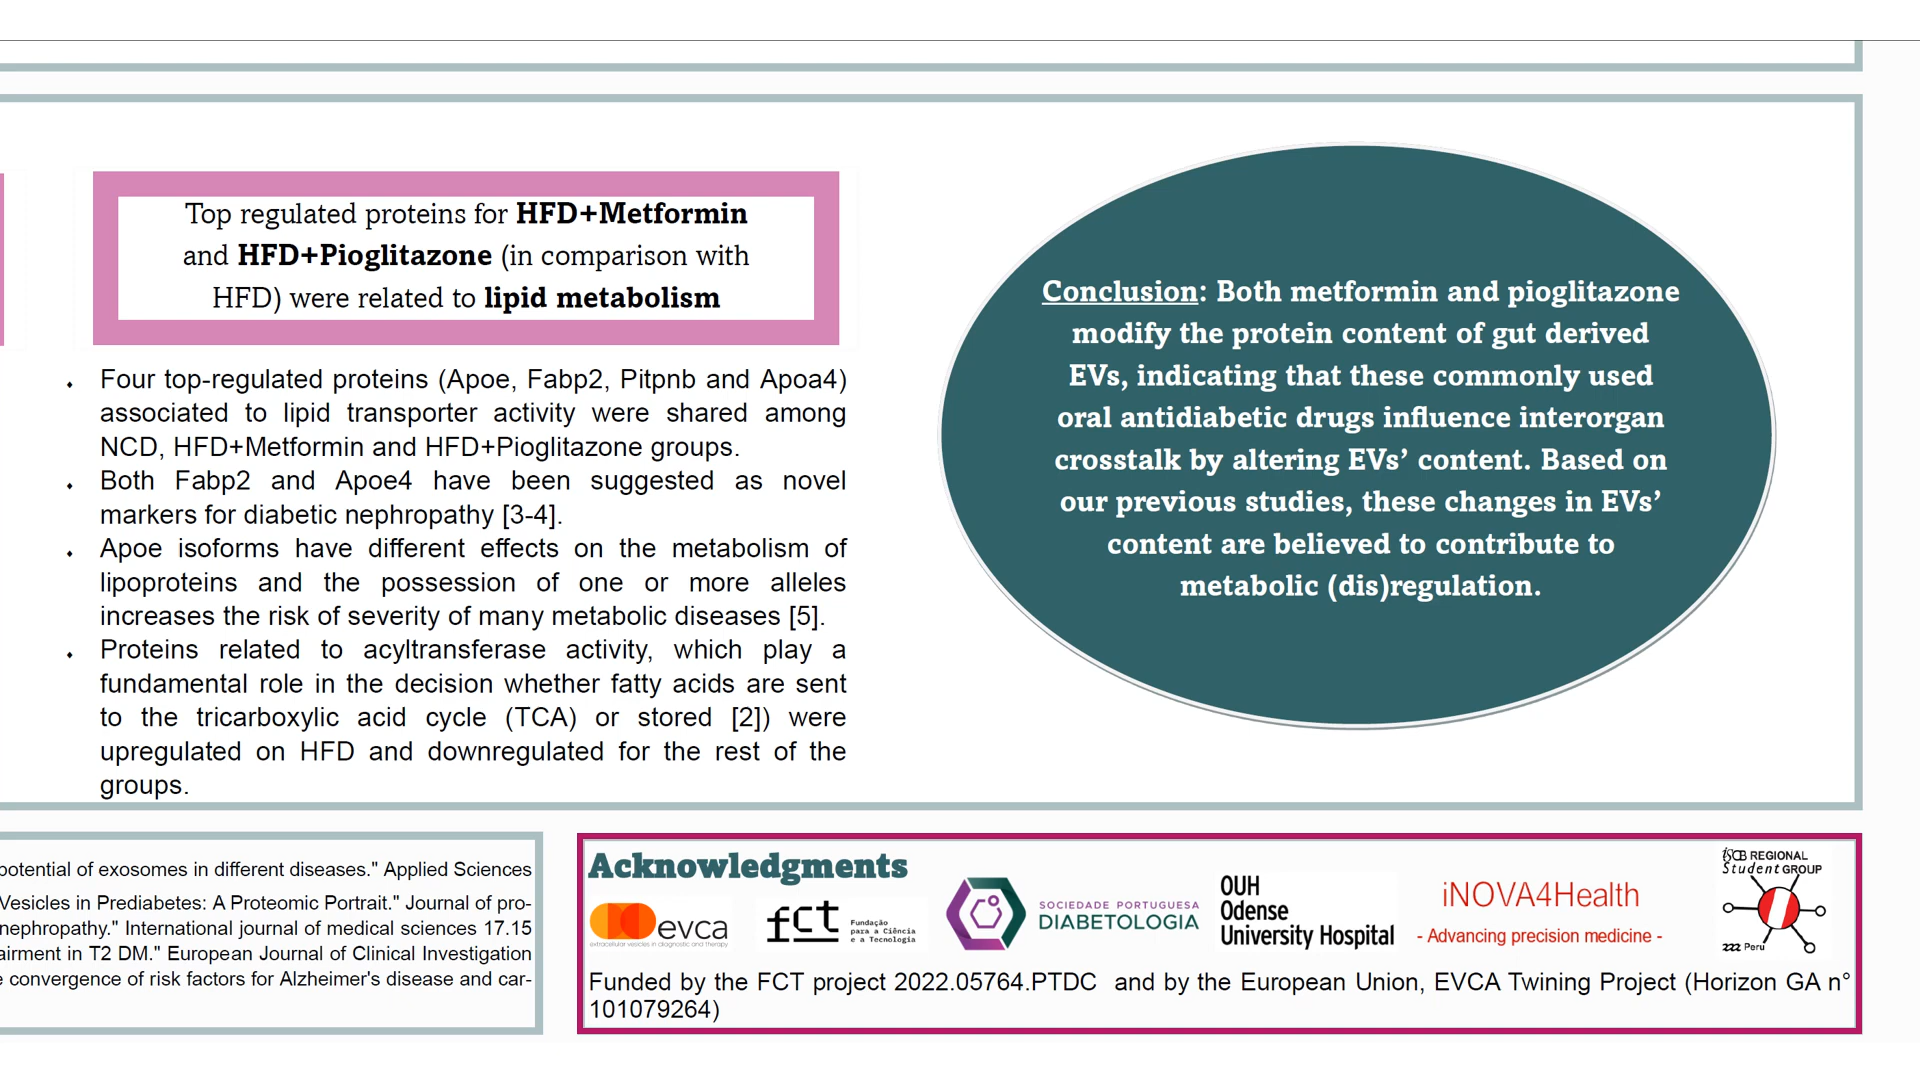 Top regulated proteins for HFD+Metformin
and HFD+Pioglitazone (in comparison with
HFD) were related to lipid metabolism
⬧ Four top-regulated proteins (Apoe, Fabp2, Pitpnb and Apoa4)
associated to lipid transporter activity were shared among
NCD, HFD+Metformin and HFD+Pioglitazone groups.
⬧ Both Fabp2 and Apoe4 have been suggested as novel
markers for diabetic nephropathy [3-4].
⬧ Apoe isoforms have different effects on the metabolism of
lipoproteins and the possession of one or more alleles
increases the risk of severity of many metabolic diseases [5].
⬧ Proteins related to acyltransferase activity, which play a
fundamental role in the decision whether fatty acids are sent
to the tricarboxylic acid cycle (TCA) or stored [2]) were
upregulated on HFD and downregulated for the rest of the
groups.
Conclusion: Both metformin and pioglitazone
modify the protein content of gut derived
EVs, indicating that these commonly used
oral antidiabetic drugs influence interorgan
crosstalk by altering EVs’ content. Based on
our previous studies, these changes in EVs’
content are believed to contribute to
metabolic (dis)regulation.
potential of exosomes in different diseases." Applied Sciences
Vesicles in Prediabetes: A Proteomic Portrait." Journal of pro-
nephropathy." International journal of medical sciences 17.15
airment in T2 DM." European Journal of Clinical Investigation
e convergence of risk factors for Alzheimer's disease and car-
Acknowledgments
evca
extracellular vesicles in diagnostic and therapy
fct
Fundação
para a Ciência
e a Tecnologia
SOCIEDADE PORTUGUESA
DIABETOLOGIA
OUH
Odense
University Hospital
iNOVA4Health
- Advancing precision medicine -
iSCB REGIONAL
Student GROUP
Peru
Funded by the FCT project 2022.05764.PTDC and by the European Union, EVCA Twining Project (Horizon GA n°
101079264)